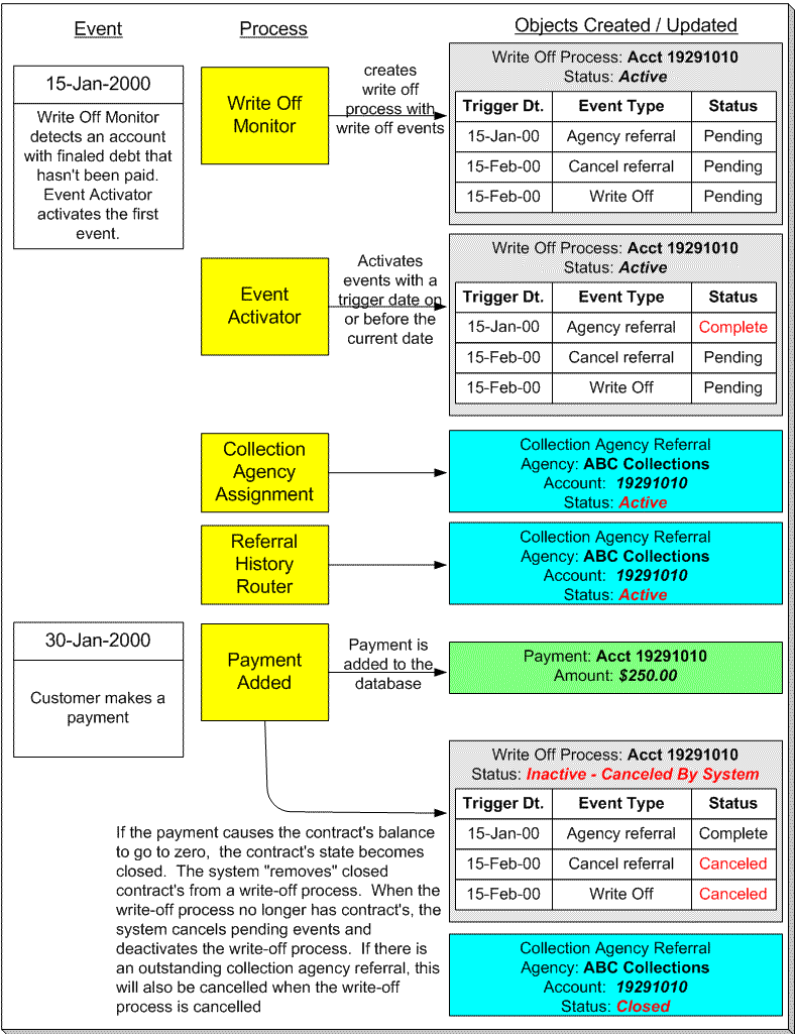 Event
Process
Objects Created / Updated
15-Jan-2000
Write Off Monitor
detects an account
with finaled debt that
hasn't been paid.
Event Activator
activates the first
event.
Write Off
Monitor
creates
write off
process with
write off events
Write Off Process: Acct 19291010
Status: Active
Trigger Dt. Event Type Status
15-Jan-00 Agency referral Pending
15-Feb-00 Cancel referral Pending
15-Feb-00 Write Off Pending
Event
Activator
Activates
events with a
trigger date on
or before the
current date
Write Off Process: Acct 19291010
Status: Active
Trigger Dt. Event Type Status
15-Jan-00 Agency referral Complete
15-Feb-00 Cancel referral Pending
15-Feb-00 Write Off Pending
Collection
Agency
Assignment
Collection Agency Referral
Agency: ABC Collections
Account: 19291010
Status: Active
Referral
History
Router
Collection Agency Referral
Agency: ABC Collections
Account: 19291010
Status: Active
30-Jan-2000
Customer makes a
payment
Payment
Added
Payment is
added to the
database
Payment: Acct 19291010
Amount: $250.00
Write Off Process: Acct 19291010
Status: Inactive - Canceled By System
Trigger Dt. Event Type Status
15-Jan-00 Agency referral Complete
15-Feb-00 Cancel referral Canceled
15-Feb-00 Write Off Canceled
If the payment causes the contract's balance
to go to zero, the contract's state becomes
closed. The system "removes" closed
contract's from a write-off process. When the
write-off process no longer has contract's, the
system cancels pending events and
deactivates the write-off process. If there is
an outstanding collection agency referral, this
will also be cancelled when the write-off
process is cancelled
Collection Agency Referral
Agency: ABC Collections
Account: 19291010
Status: Closed